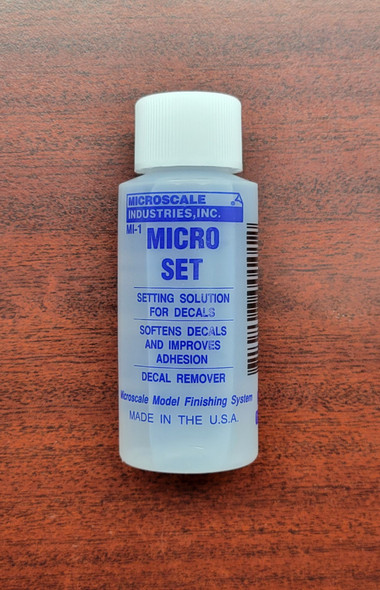 MICROSCALE
INDUSTRIES, INC.
MI-1
MICRO
SET
SETTING SOLUTION
FOR DECALS
SOFTENS DECALS
AND IMPROVES
ADHESION
DECAL REMOVER
Microscale Model Finishing System
MADE IN THE U.S.A.